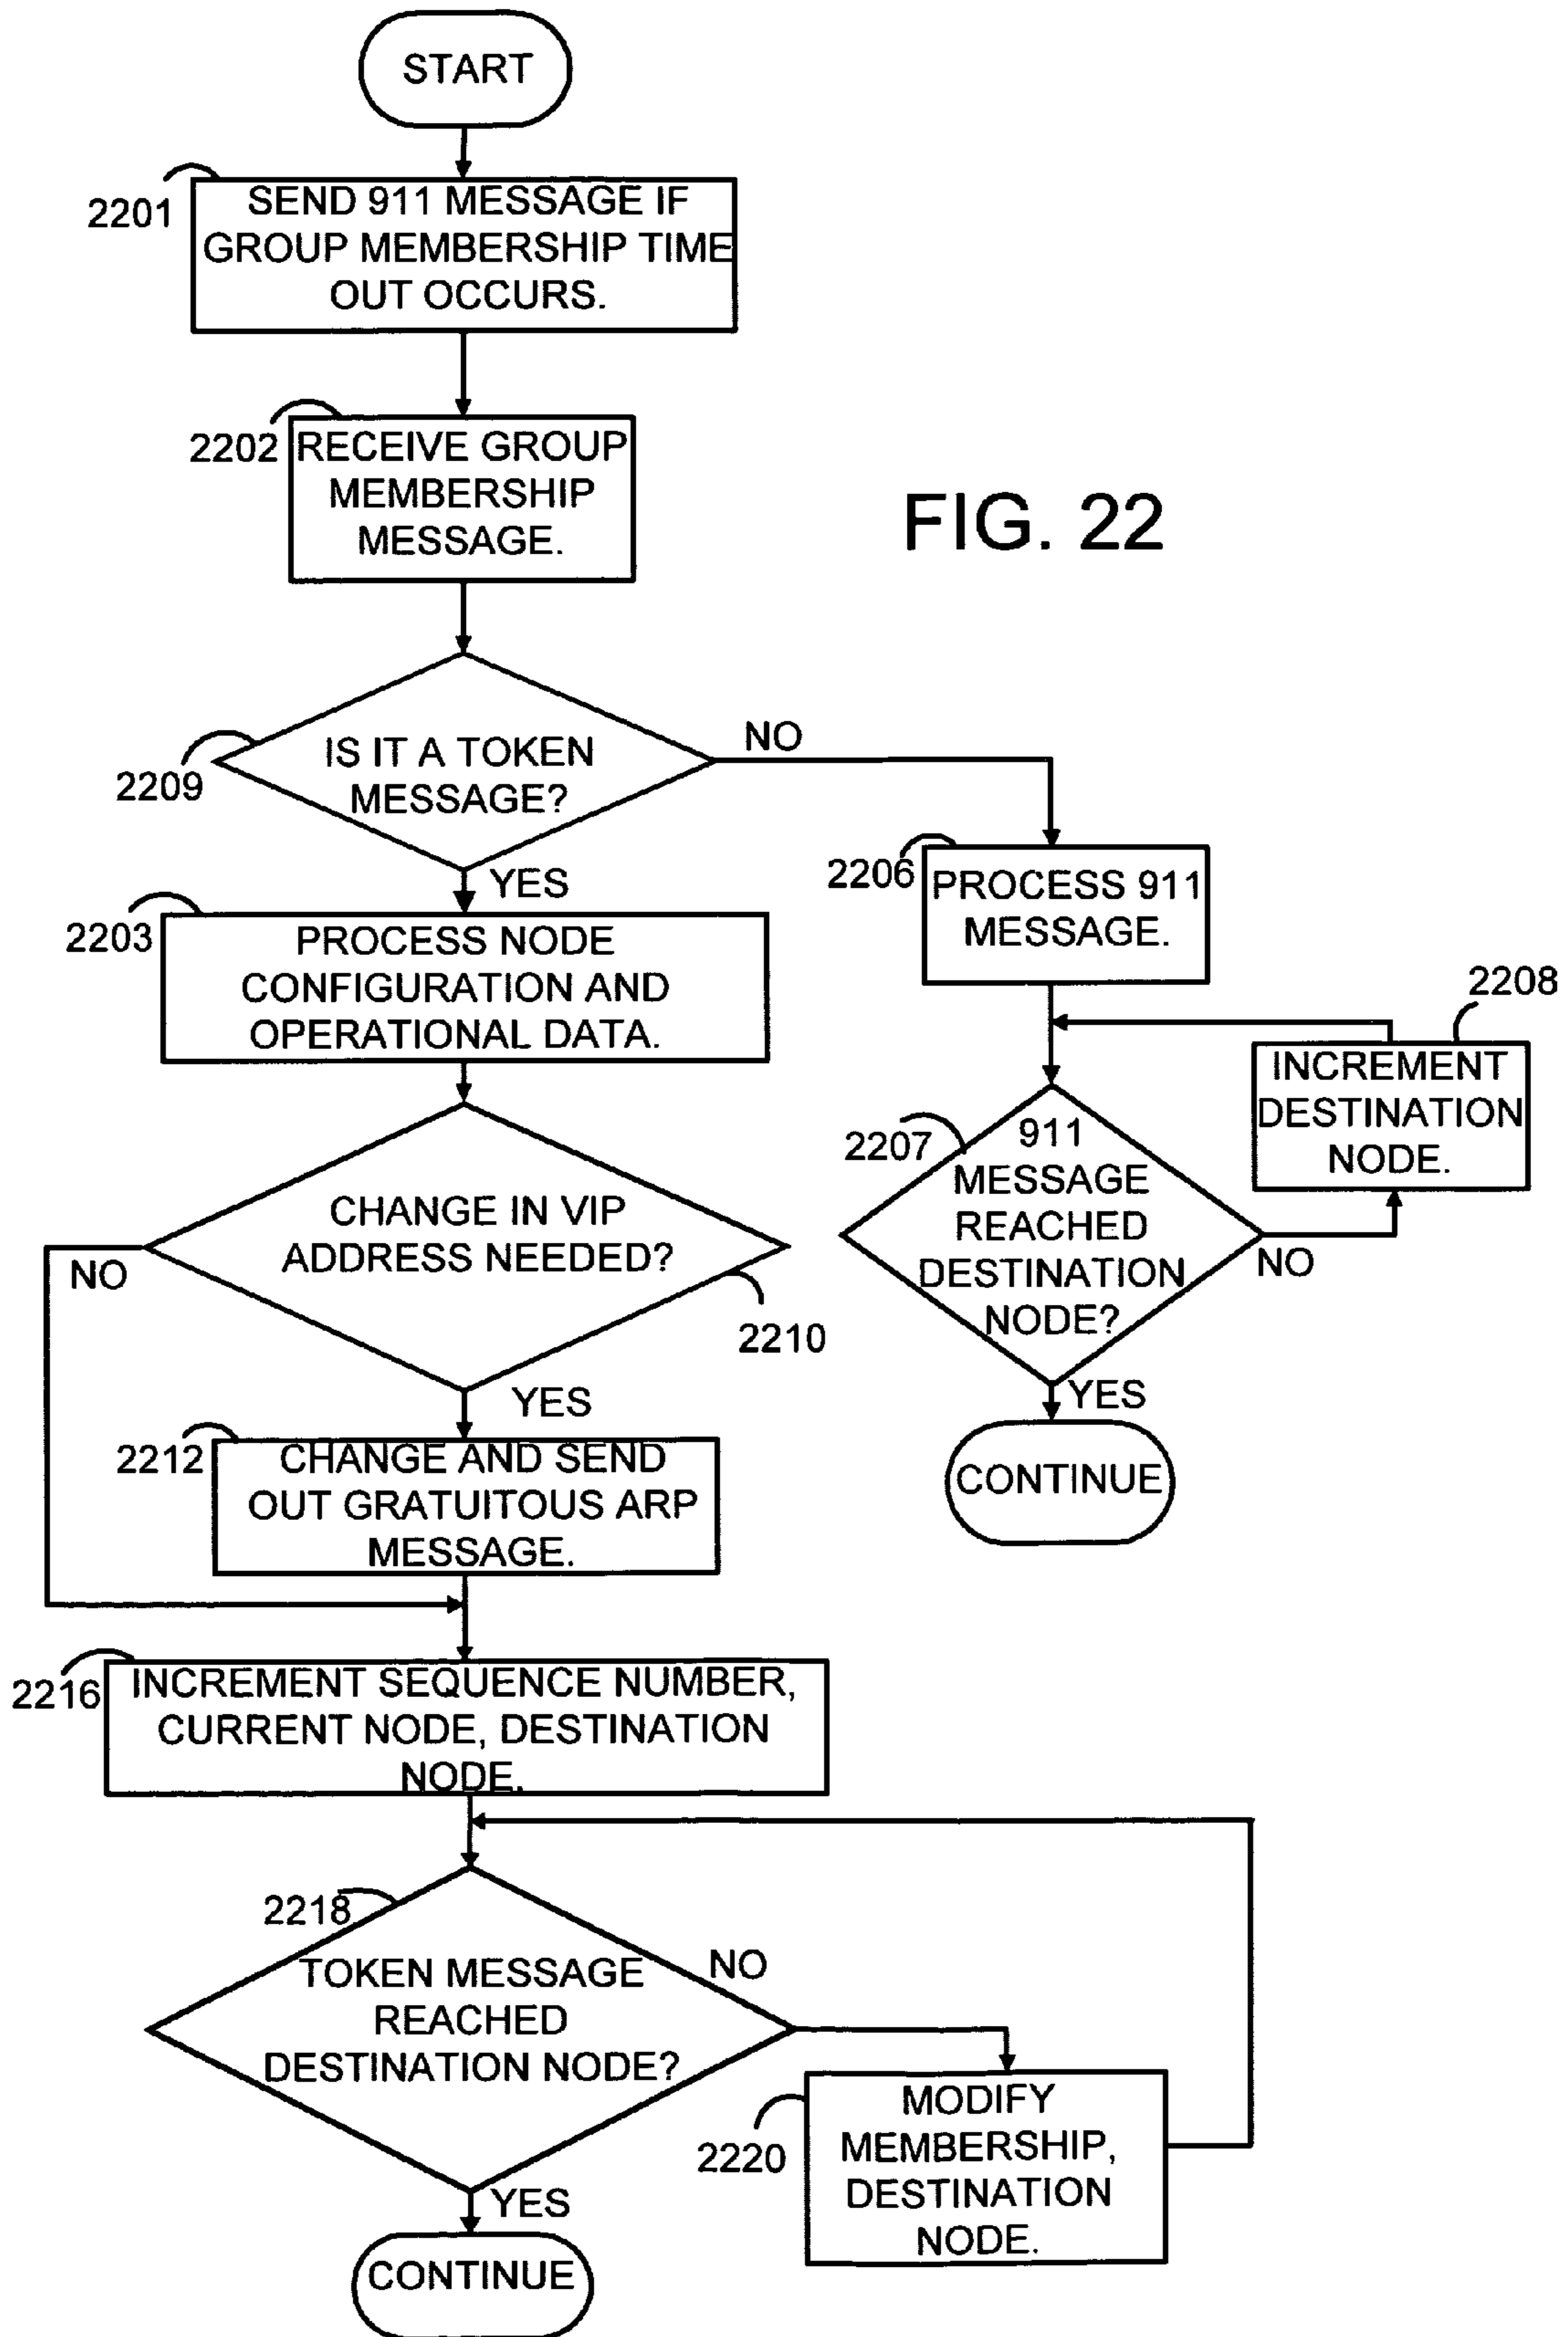 START
2201
SEND 911 MESSAGE IF
GROUP MEMBERSHIP TIME
OUT OCCURS.
2202
RECEIVE GROUP
MEMBERSHIP
MESSAGE.
FIG. 22
2209
IS IT A TOKEN
MESSAGE?
NO
YES
2206
PROCESS 911
MESSAGE.
2203
PROCESS NODE
CONFIGURATION AND
OPERATIONAL DATA.
2208
INCREMENT
DESTINATION
NODE.
2207
911
MESSAGE
REACHED
DESTINATION
NODE?
NO
YES
CONTINUE
CHANGE IN VIP
ADDRESS NEEDED?
NO
2210
YES
2212
CHANGE AND SEND
OUT GRATUITOUS ARP
MESSAGE.
2216
INCREMENT SEQUENCE NUMBER,
CURRENT NODE, DESTINATION
NODE.
2218
TOKEN MESSAGE
REACHED
DESTINATION NODE?
NO
2220
MODIFY
MEMBERSHIP,
DESTINATION
NODE.
YES
CONTINUE